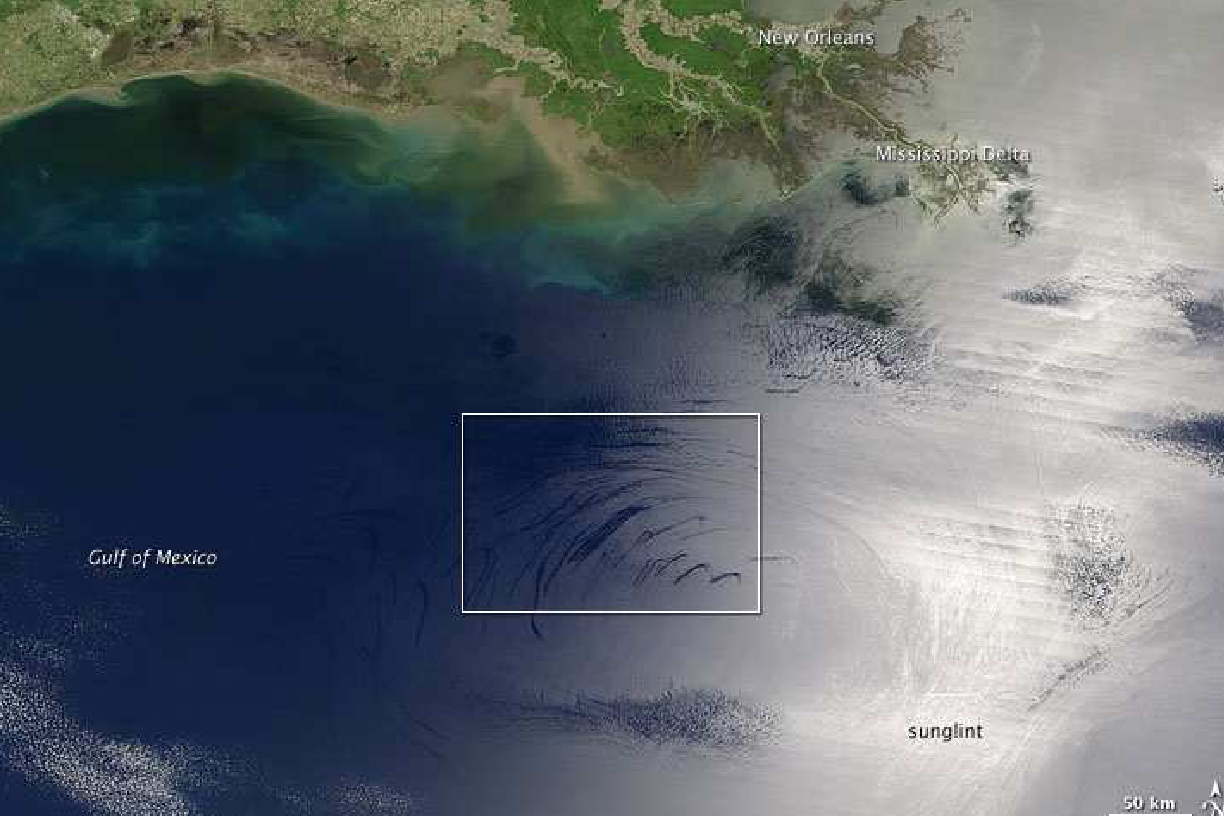 New Orleans
Mississippi Delta
Gulf of Mexico
sunglint
50 km
N